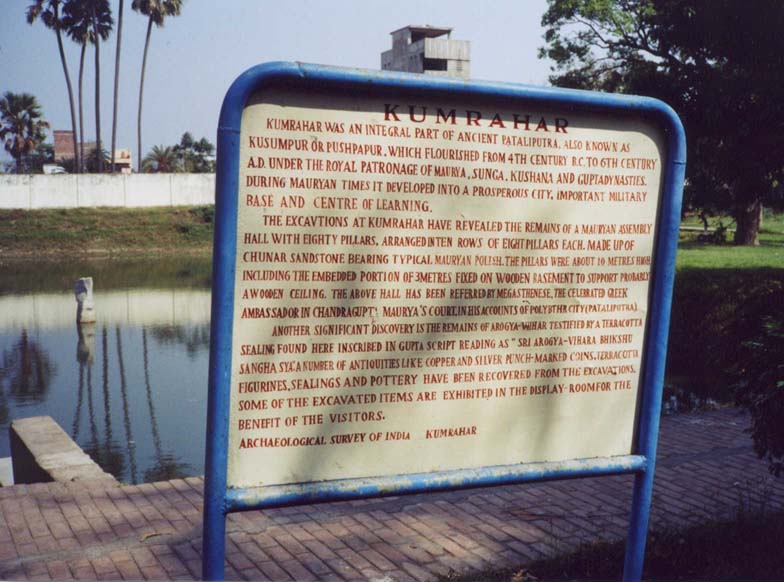 KUMRAHAR
KUMRAHAR WAS AN INTEGRAL PART OF ANCIENT PATALIPUTRA. ALSO KNOWN AS
KUSUMPUR OR PUSHPAPUR. WHICH FLOURISHED FROM 4TH CENTURY B.C. TO 6TH CENTURY
A.D. UNDER THE ROYAL PATRONAGE OF MAURYA, SUNGA, KUSHANA AND GUPTADYNASTIES.
DURING MAURYAN TIMES IT DEVELOPED INTO A PROSPEROUS CITY, IMPORTANT MILITARY
BASE AND CENTRE OF LEARNING.
THE EXCAVTIONS AT KUMRAHAR HAVE REVEALED THE REMAINS OF A MAURYAN ASSEMBLY
HALL WITH EIGHTY PILLARS, ARRANGED INTEN ROWS OF EIGHT PILLARS EACH. MADE UP OF
CHUNAR SANDSTONE BEARING TYPICAL MAURYAN POLISH. THE PILLARS WERE ABOUT 10 METRES HIGH
INCLUDING THE EMBEDDED PORTION OF 3METRES FIXED ON WOODEN BASEMENT TO SUPPORT PROBABLY
A WOODEN CEILING. THE ABOVE HALL HAS BEEN REFERRED BY MEGASTHENESE, THE CELEBRATED GREEK
AMBASSADOR IN CHANDRAGUPT MAURYA'S COURT, IN HIS ACCOUNTS OF POLYBTHR CITY (PATALIPUTRA)
ANOTHER SIGNIFICANT DISCOVERY IS THE REMAINS OF AROGYA-VIHAR TESTIFIED BY A TERRACOTTA
SEALING FOUND HERE INSCRIBED IN GUPTA SCRIPT READING AS "SRI AROGYA-VIHARA BHIKSHU
SANGHA SYA" A NUMBER OF ANTIQUITIES LIKE COPPER AND SILVER PUNCH-MARKED COINS, TERRACOTTA
FIGURINES, SEALINGS AND POTTERY HAVE BEEN RECOVERED FROM THE EXCAVATIONS.
SOME OF THE EXCAVATED ITEMS ARE EXHIBITED IN THE DISPLAY-ROOM FOR THE
BENEFIT OF THE VISITORS.
ARCHAEOLOGICAL SURVEY OF INDIA KUMRAHAR